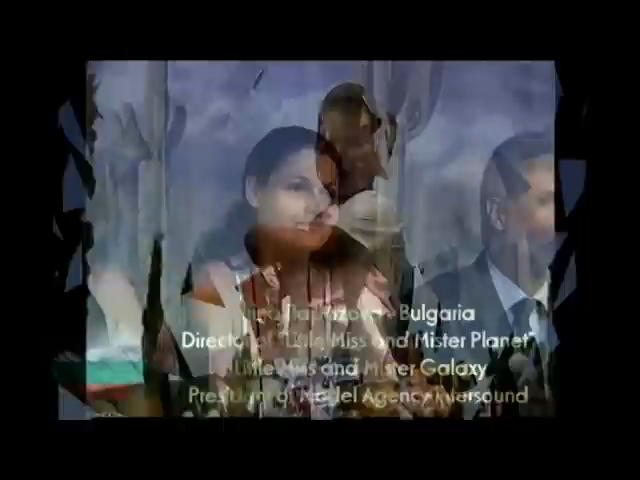 Bulgaria
Director of "Little Miss and Mister Planet"
Little Miss and Mister Galaxy
President of Model Agency Intersound